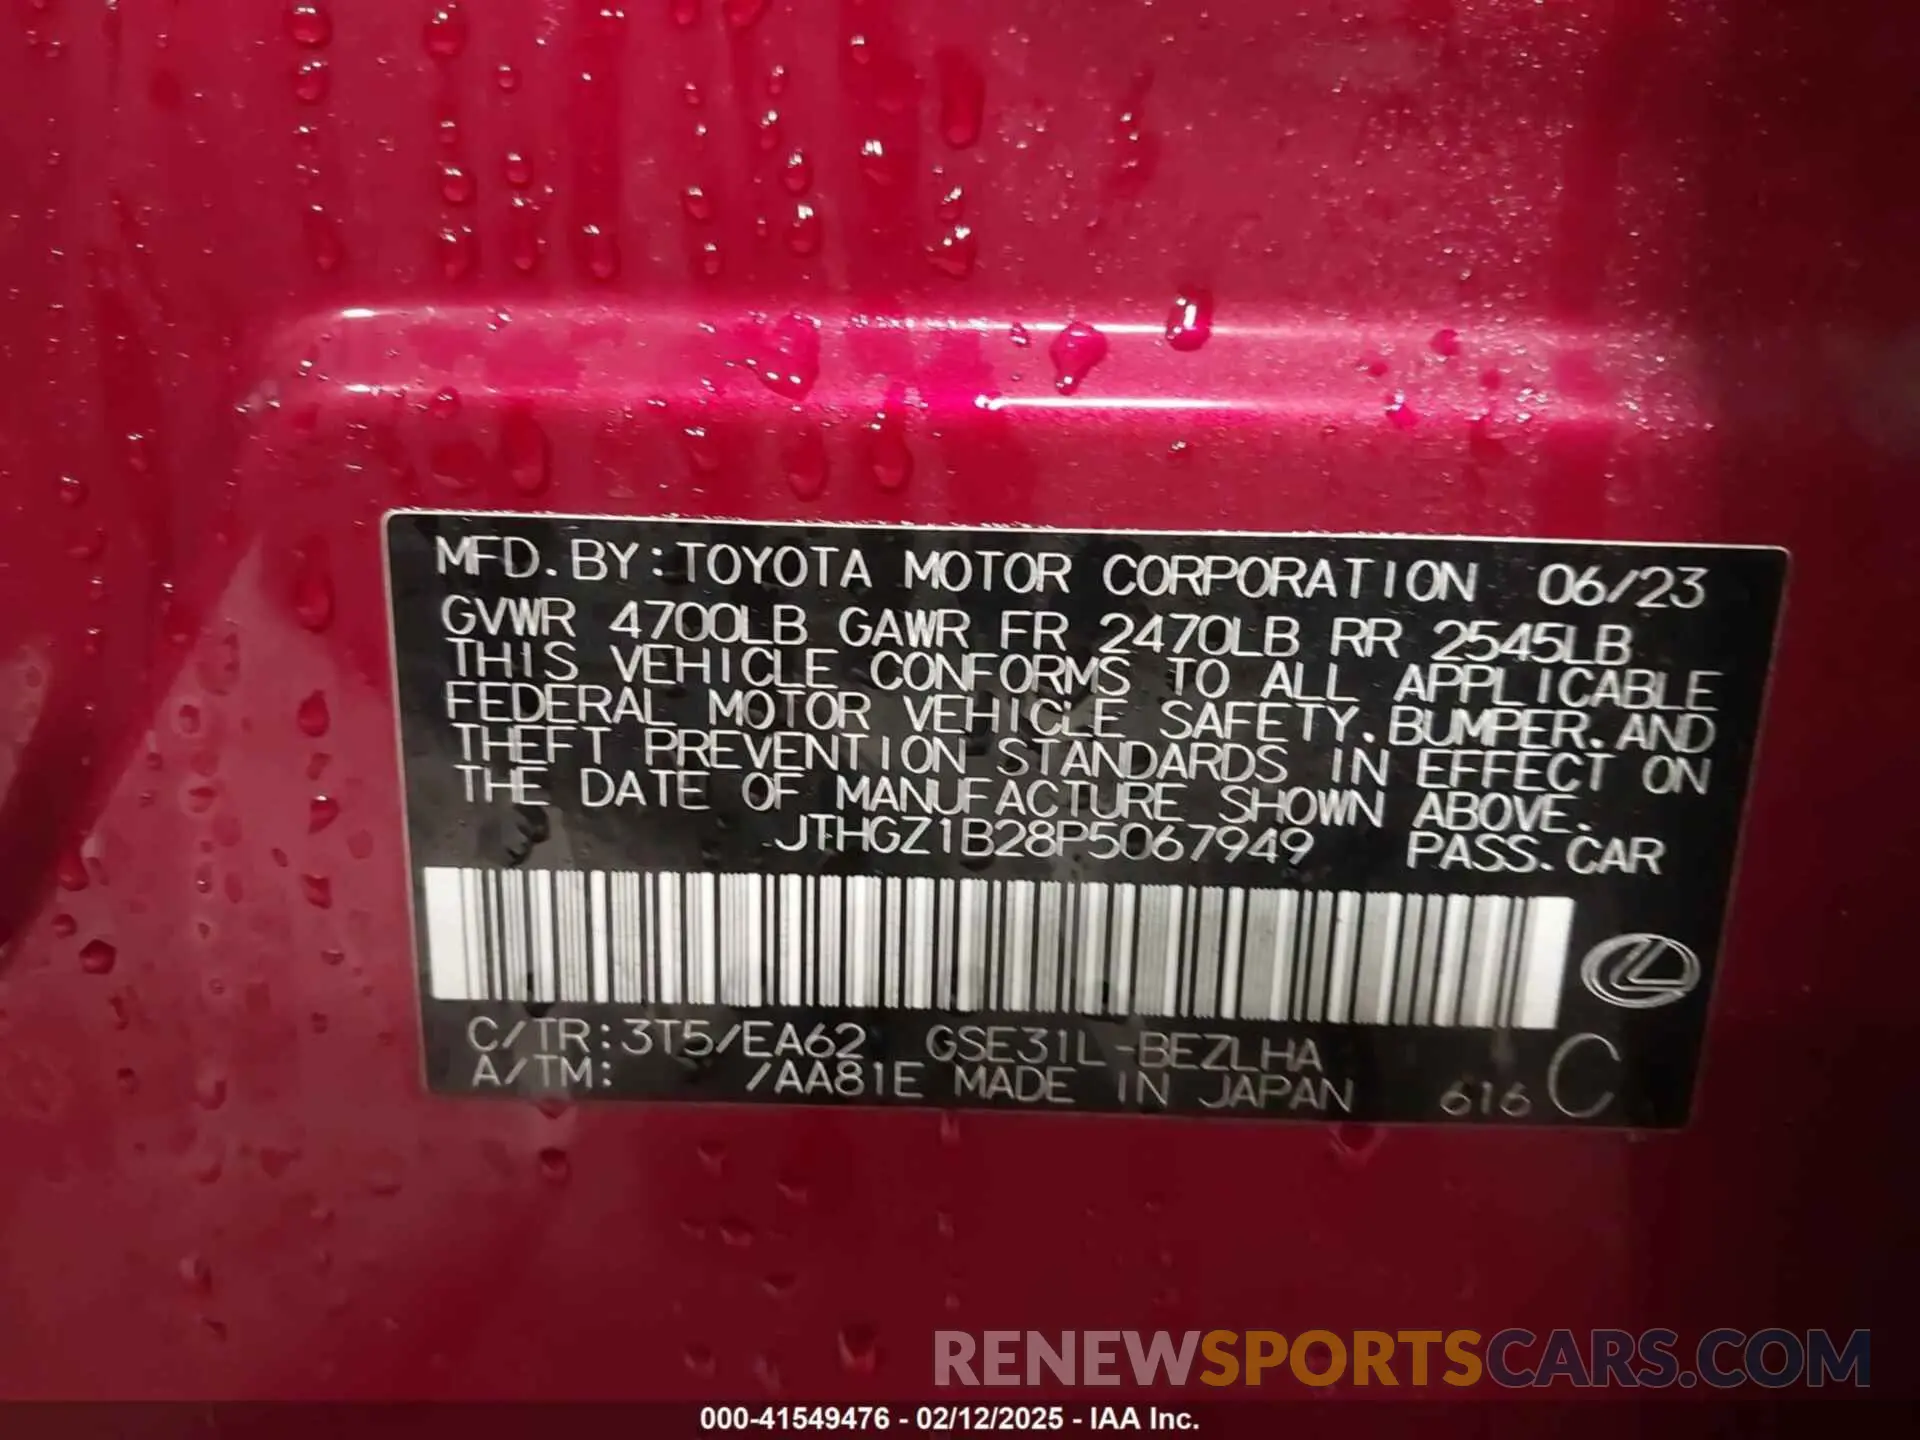 MFD. BY: TOYOTA MOTOR CORPORATION 06/23
GVWR 4700LB GAWR FR 2470LB RR 2545LB
THIS VEHICLE CONFORMS TO ALL APPLICABLE
FEDERAL MOTOR VEHICLE SAFETY. BUMPER. AND
THEFT PREVENTION STANDARDS IN EFFECT ON
THE DATE OF MANUFACTURE SHOWN ABOVE.
JTHGZ1B28P5067949 PASS. CAR
C/TR: 3T5/EA62 GSE31L-BEZLHA
A/TM: /AA81E MADE IN JAPAN 616 C
RENEWSPORTSCARS.COM
000-41549476 - 02/12/2025 - IAA Inc.